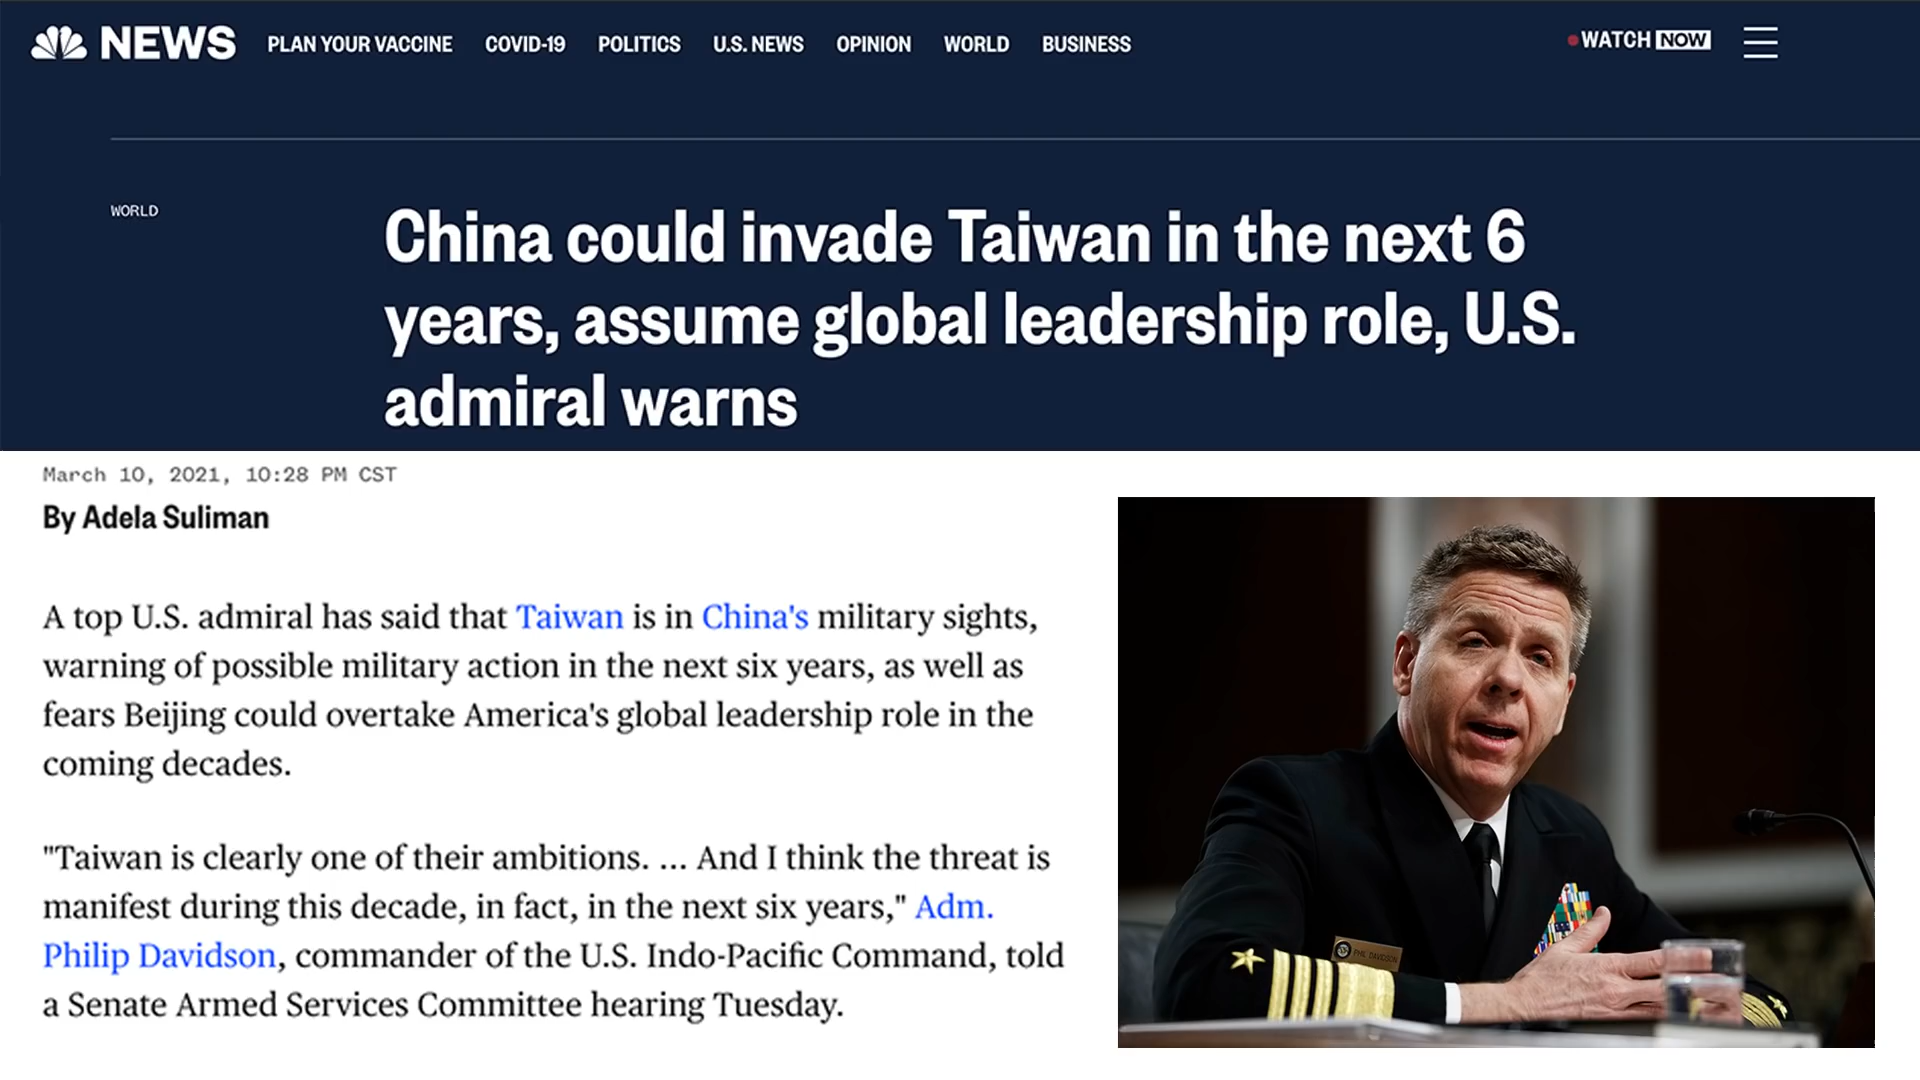 NEWS PLAN YOUR VACCINE COVID-19 POLITICS U.S. NEWS OPINION WORLD BUSINESS WATCH NOW
WORLD
China could invade Taiwan in the next 6
years, assume global leadership role, U.S.
admiral warns
March 10, 2021, 10:28 PM CST
By Adela Suliman
A top U.S. admiral has said that Taiwan is in China's military sights,
warning of possible military action in the next six years, as well as
fears Beijing could overtake America's global leadership role in the
coming decades.
"Taiwan is clearly one of their ambitions. ... And I think the threat is
manifest during this decade, in fact, in the next six years," Adm.
Philip Davidson, commander of the U.S. Indo-Pacific Command, told
a Senate Armed Services Committee hearing Tuesday.
PHIL DAVIDSON